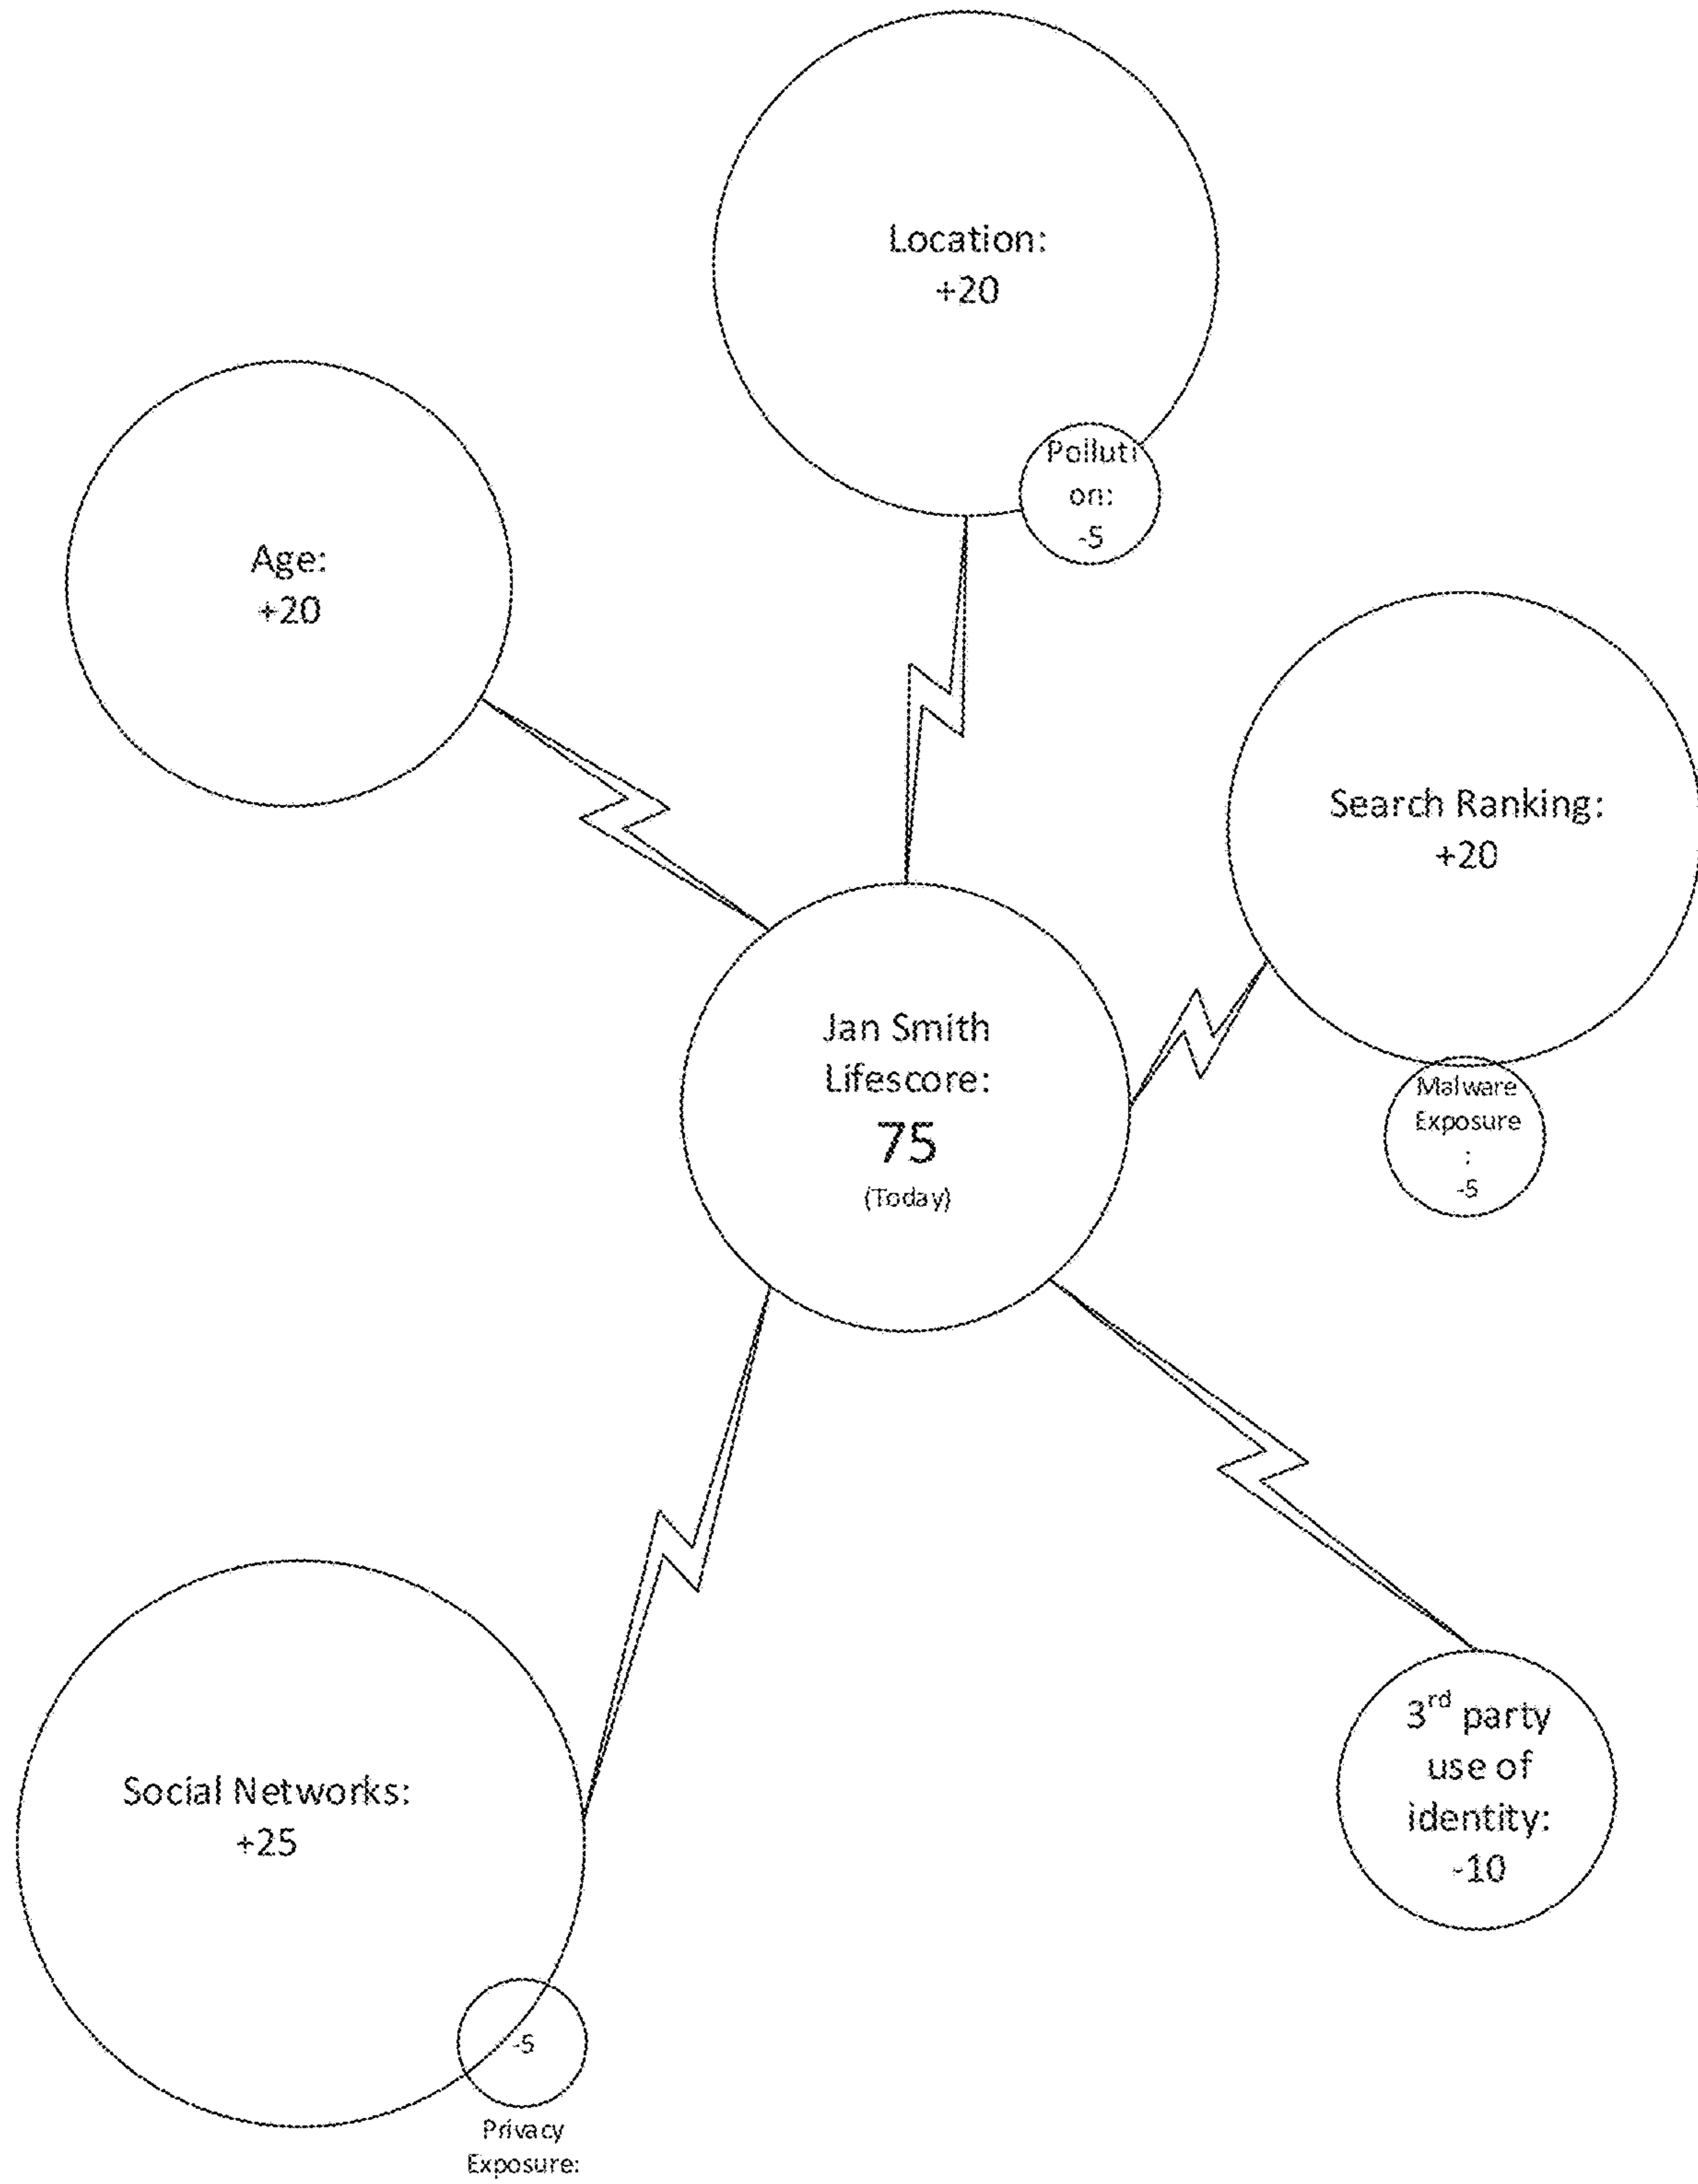 Location:
+20
Polluti
on:
-5
Age:
+20
Search Ranking:
+20
Malware
Exposure
:
-5
Jan Smith
Lifescore:
75
(Today)
3rd party
use of
identity:
-10
Social Networks:
+25
-5
Privacy
Exposure: